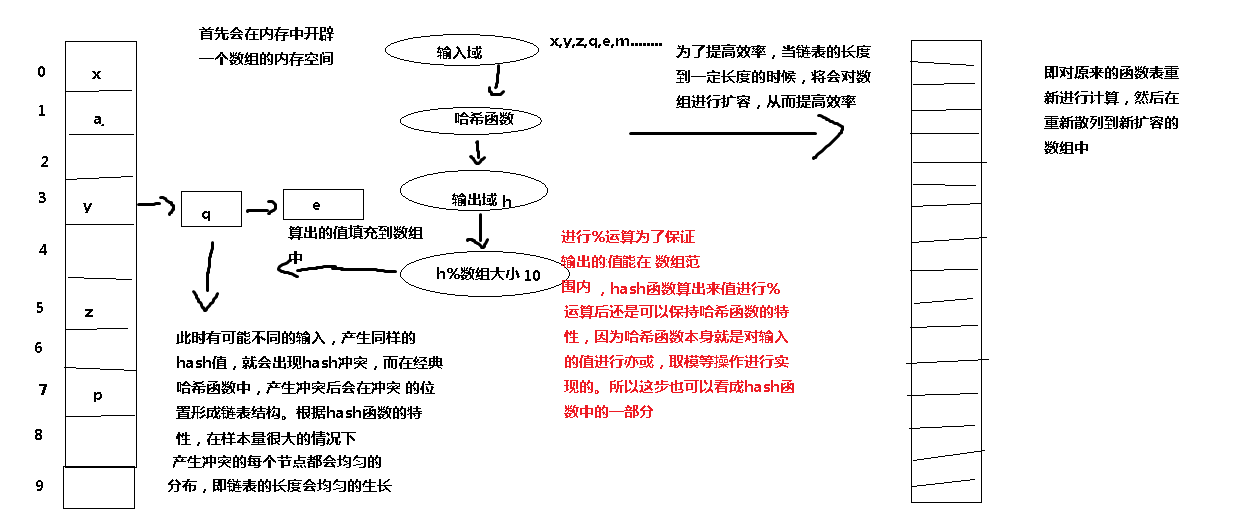 首先会在内存中开辟
一个数组的内存空间
0
x
1
a.
2
3
y
4
5
z
6
7
p
8
9
q
e
输入域
x,y,z,q,e,m........
哈希函数
输出域 h
h%数组大小 10
算出的值填充到数组
中
此时有可能不同的输入，产生同样的
hash值，就会出现hash冲突，而在经典
哈希函数中，产生冲突后会在冲突 的位
置形成链表结构。根据hash函数的特
性，在样本量很大的情况下
产生冲突的每个节点都会均匀的
分布，即链表的长度会均匀的生长
进行%运算为了保证
输出的值能在 数组范
围内 ，hash函数算出来值进行%
运算后还是可以保持哈希函数的特
性，因为哈希函数本身就是对输入
的值进行亦或，取模等操作进行实
现的。所以这步也可以看成hash函
数中的一部分
为了提高效率，当链表的长度
到一定长度的时候，将会对数
组进行扩容，从而提高效率
即对原来的函数表重
新进行计算，然后在
重新散列到新扩容的
数组中